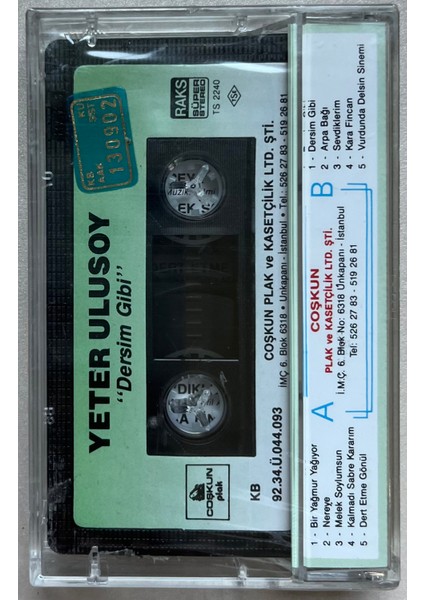 YETER ULUSOY
"Dersim Gibi"
RAKS
SÜPER
STEREO
TS 2240
TSE
KB
130902
COŞKUN
plak
KB
92.34.Ü.044.093
COŞKUN PLAK ve KASETÇİLİK LTD. ŞTİ.
İMÇ 6. Blok 6318 • Unkapanı - İstanbul • Tel: 526 27 83 - 519 26 81
A
1 - Bir Yağmur Yağıyor
2 - Nereye
3 - Melek Soylumsun
4 - Kalmadı Sabre Kararım
5 - Dert Etme Gönül
COŞKUN
PLAK ve KASETÇİLİK LTD. ŞTİ.
İ.M.Ç. 6. Blok No: 6318 Unkapanı - İstanbul
Tel: 526 27 83 - 519 26 81
B
1 - Dersim Gibi
2 - Arpa Bağı
3 - Sevdiklerim
4 - Kara Fincan
5 - Vurdunda Delsin Sinemi